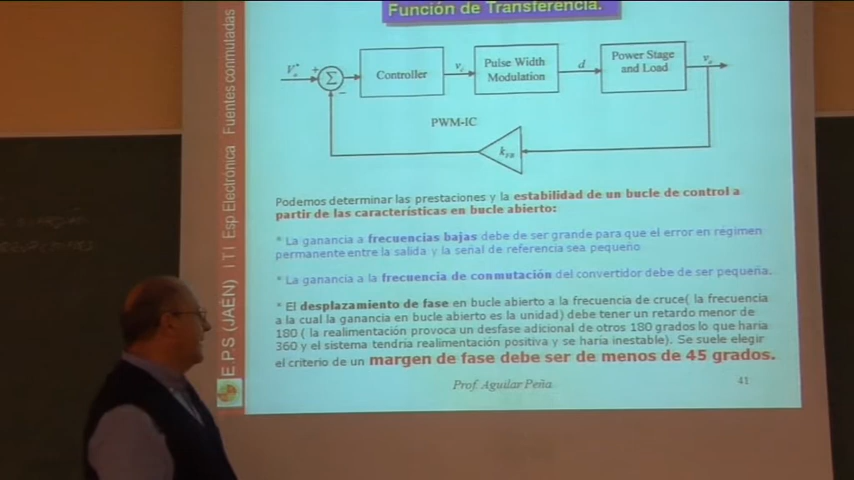 Función de Transferencia.
E.P.S (JAÉN) I T I Esp Electrónica Fuentes conmutadas
Vo* + Σ − Controller vc Pulse Width Modulation d Power Stage and Load vo
PWM-IC
kFB
Podemos determinar las prestaciones y la estabilidad de un bucle de control a
partir de las características en bucle abierto:
* La ganancia a frecuencias bajas debe de ser grande para que el error en régimen
permanente entre la salida y la señal de referencia sea pequeño
* La ganancia a la frecuencia de conmutación del convertidor debe de ser pequeña.
* El desplazamiento de fase en bucle abierto a la frecuencia de cruce( la frecuencia
a la cual la ganancia en bucle abierto es la unidad) debe tener un retardo menor de
180 ( la realimentación provoca un desfase adicional de otros 180 grados lo que haria
360 y el sistema tendría realimentación positiva y se haria inestable). Se suele elegir
el criterio de un margen de fase debe ser de menos de 45 grados.
Prof. Aguilar Peña
41